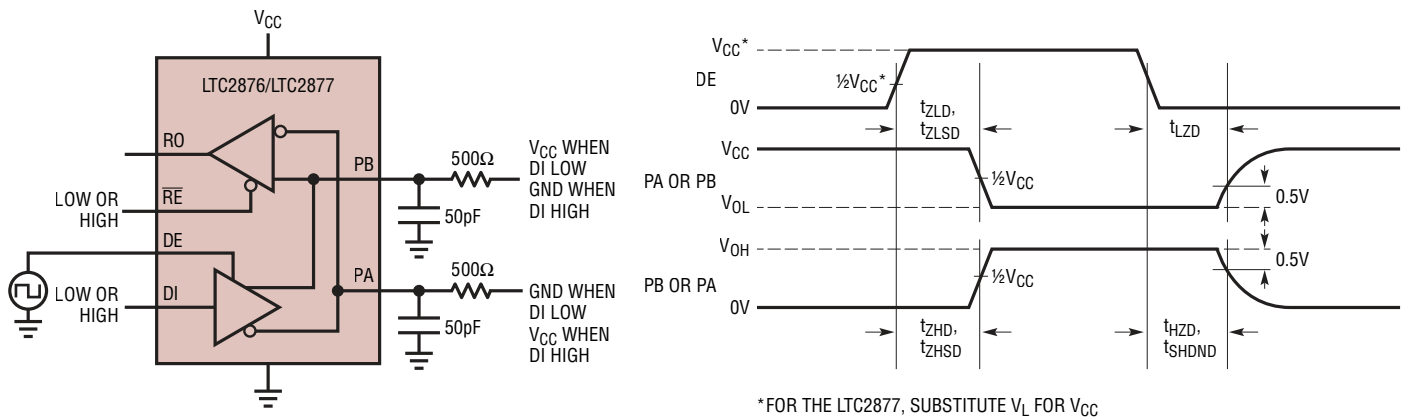 VCC
LTC2876/LTC2877
RO
PB
500Ω
VCC WHEN
DI LOW
GND WHEN
DI HIGH
LOW OR
HIGH
RE
50pF
DE
PA
500Ω
LOW OR
HIGH
DI
GND WHEN
DI LOW
VCC WHEN
DI HIGH
50pF
VCC*
DE
½VCC*
0V
tZLD,
tZLSD
tLZD
VCC
PA OR PB
½VCC
VOL
0.5V
VOH
0.5V
PB OR PA
½VCC
0V
tZHD,
tZHSD
tHZD,
tSHDND
*FOR THE LTC2877, SUBSTITUTE VL FOR VCC